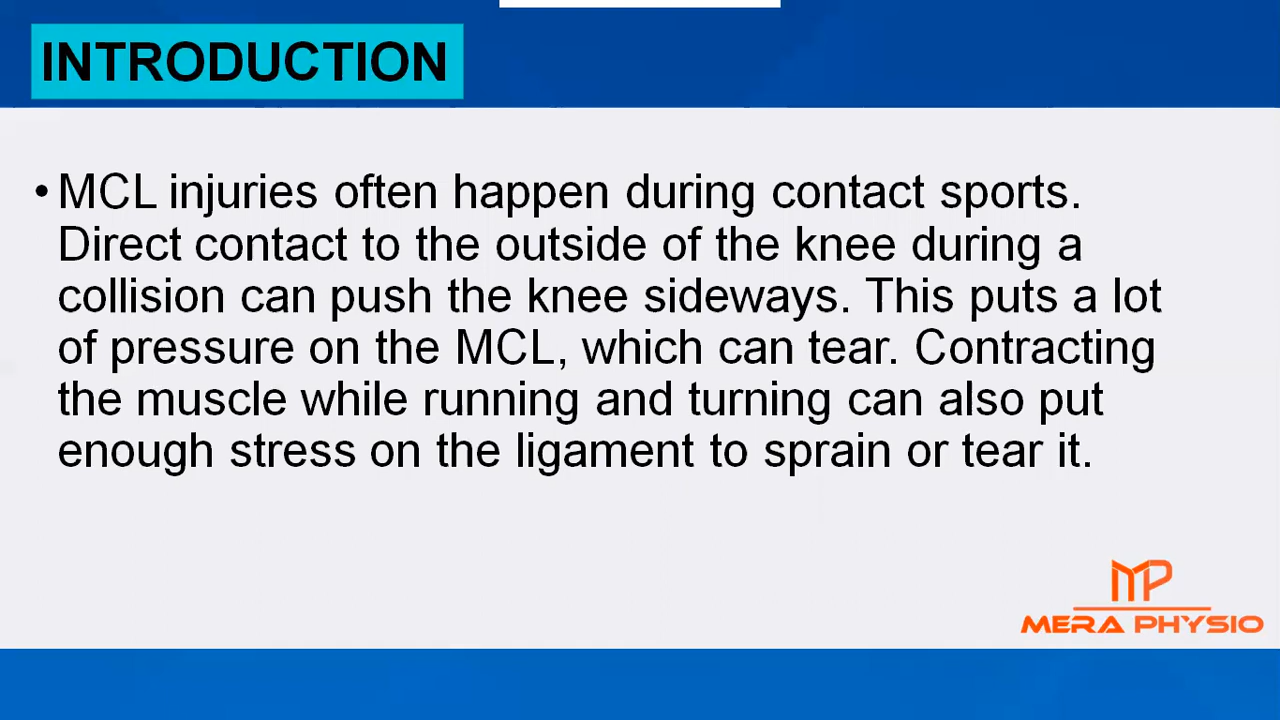 INTRODUCTION
• MCL injuries often happen during contact sports.
Direct contact to the outside of the knee during a
collision can push the knee sideways. This puts a lot
of pressure on the MCL, which can tear. Contracting
the muscle while running and turning can also put
enough stress on the ligament to sprain or tear it.
MP
MERA PHYSIO